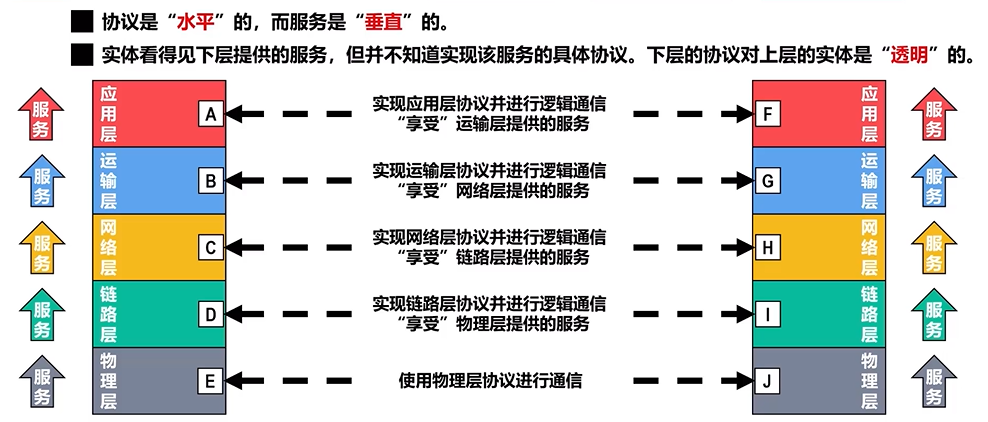 协议是“水平”的，而服务是“垂直”的。
实体看得见下层提供的服务，但并不知道实现该服务的具体协议。下层的协议对上层的实体是“透明”的。
服务
应用层
A
实现应用层协议并进行逻辑通信
“享受”运输层提供的服务
F
应用层
服务
服务
运输层
B
实现运输层协议并进行逻辑通信
“享受”网络层提供的服务
G
运输层
服务
服务
网络层
C
实现网络层协议并进行逻辑通信
“享受”链路层提供的服务
H
网络层
服务
服务
链路层
D
实现链路层协议并进行逻辑通信
“享受”物理层提供的服务
I
链路层
服务
服务
物理层
E
使用物理层协议进行通信
J
物理层
服务